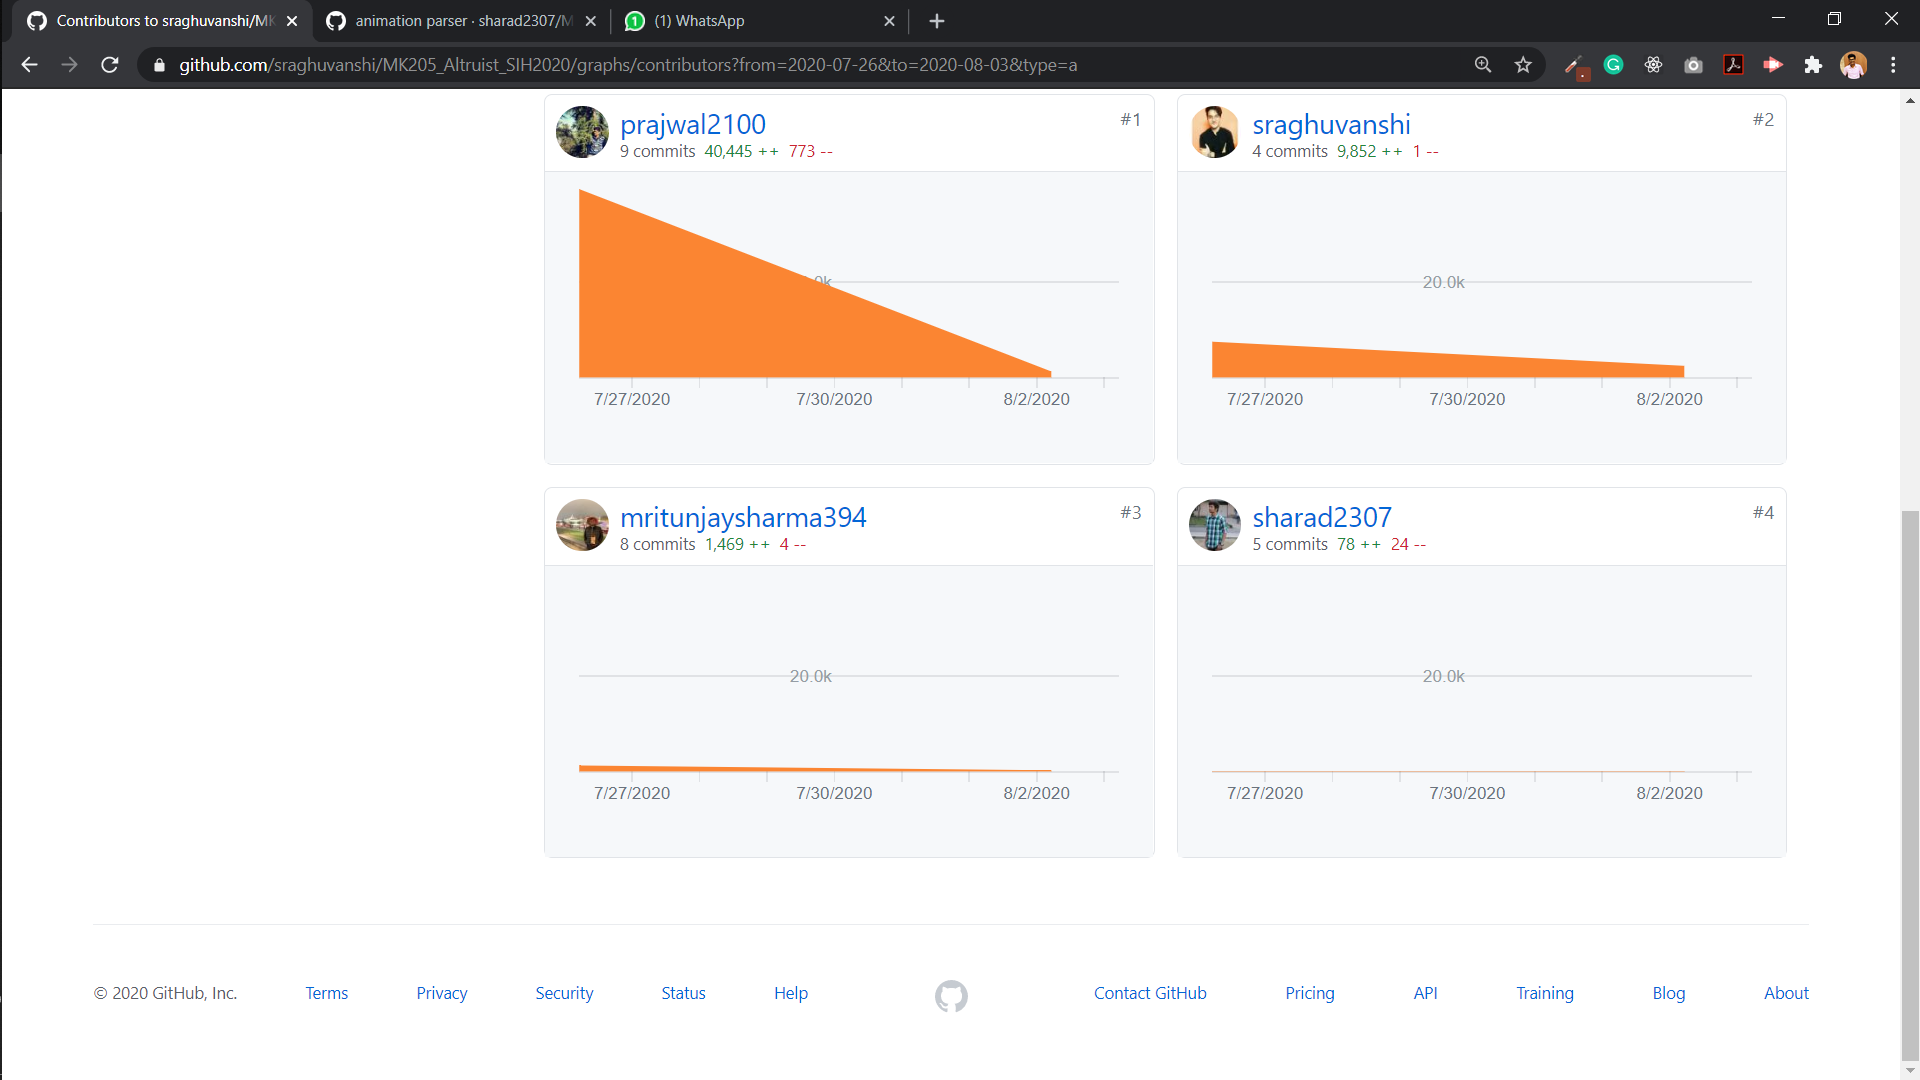 Contributors to sraghuvanshi/MK
animation parser · sharad2307/M
(1) WhatsApp
github.com/sraghuvanshi/MK205_Altruist_SIH2020/graphs/contributors?from=2020-07-26&to=2020-08-03&type=a
prajwal2100 #1
9 commits 40,445 ++ 773 --
7/27/2020 7/30/2020 8/2/2020
sraghuvanshi #2
4 commits 9,852 ++ 1 --
20.0k
7/27/2020 7/30/2020 8/2/2020
mritunjaysharma394 #3
8 commits 1,469 ++ 4 --
20.0k
7/27/2020 7/30/2020 8/2/2020
sharad2307 #4
5 commits 78 ++ 24 --
20.0k
7/27/2020 7/30/2020 8/2/2020
© 2020 GitHub, Inc. Terms Privacy Security Status Help Contact GitHub Pricing API Training Blog About